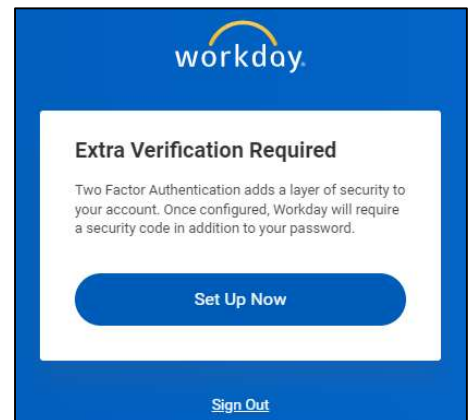 workday.
Extra Verification Required
Two Factor Authentication adds a layer of security to
your account. Once configured, Workday will require
a security code in addition to your password.
Set Up Now
Sign Out